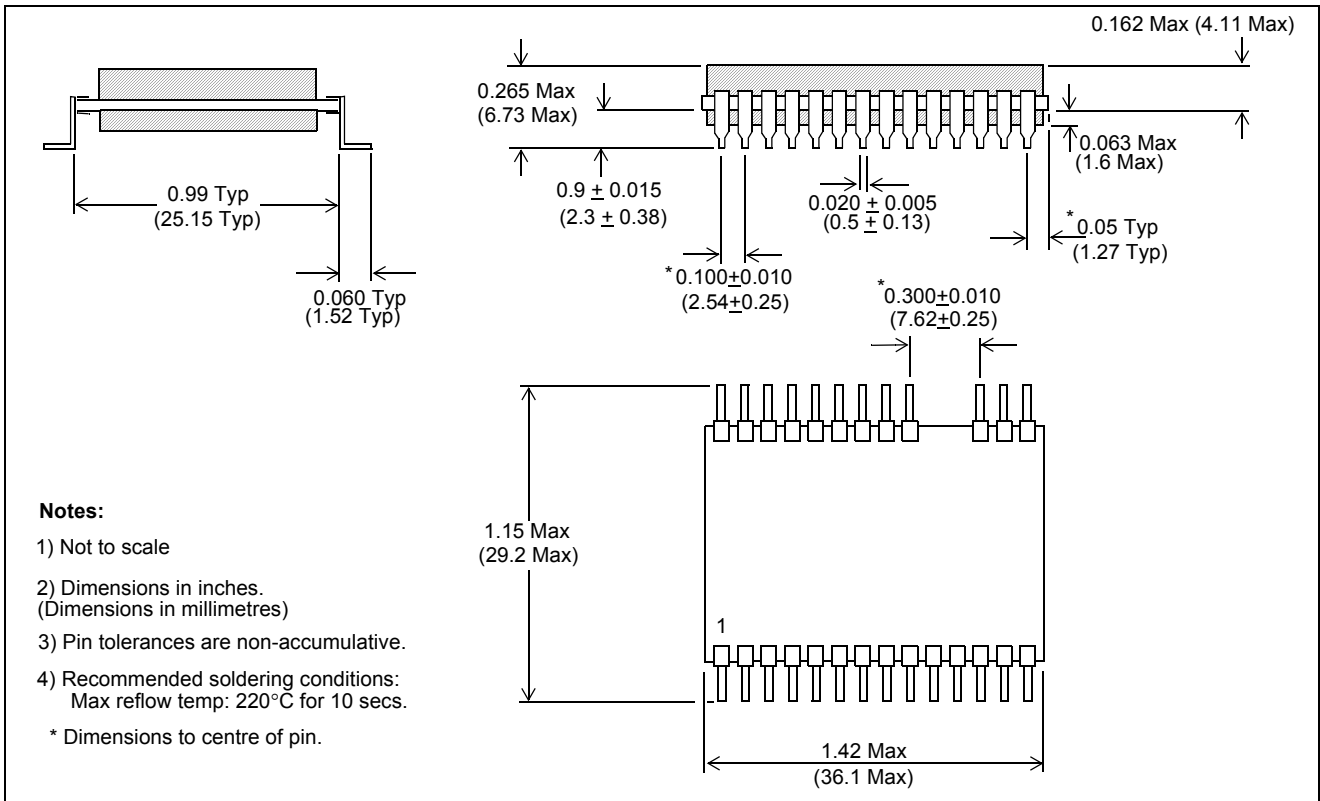 0.162 Max (4.11 Max)
0.265 Max
(6.73 Max)
0.063 Max
(1.6 Max)
0.99 Typ
(25.15 Typ)
0.9 ± 0.015
(2.3 ± 0.38)
0.020 ± 0.005
(0.5 ± 0.13)
*0.05 Typ
(1.27 Typ)
*0.100±0.010
(2.54±0.25)
*0.300±0.010
(7.62±0.25)
0.060 Typ
(1.52 Typ)
Notes:
1) Not to scale
2) Dimensions in inches.
(Dimensions in millimetres)
3) Pin tolerances are non-accumulative.
4) Recommended soldering conditions:
Max reflow temp: 220°C for 10 secs.
* Dimensions to centre of pin.
1.15 Max
(29.2 Max)
1
1.42 Max
(36.1 Max)